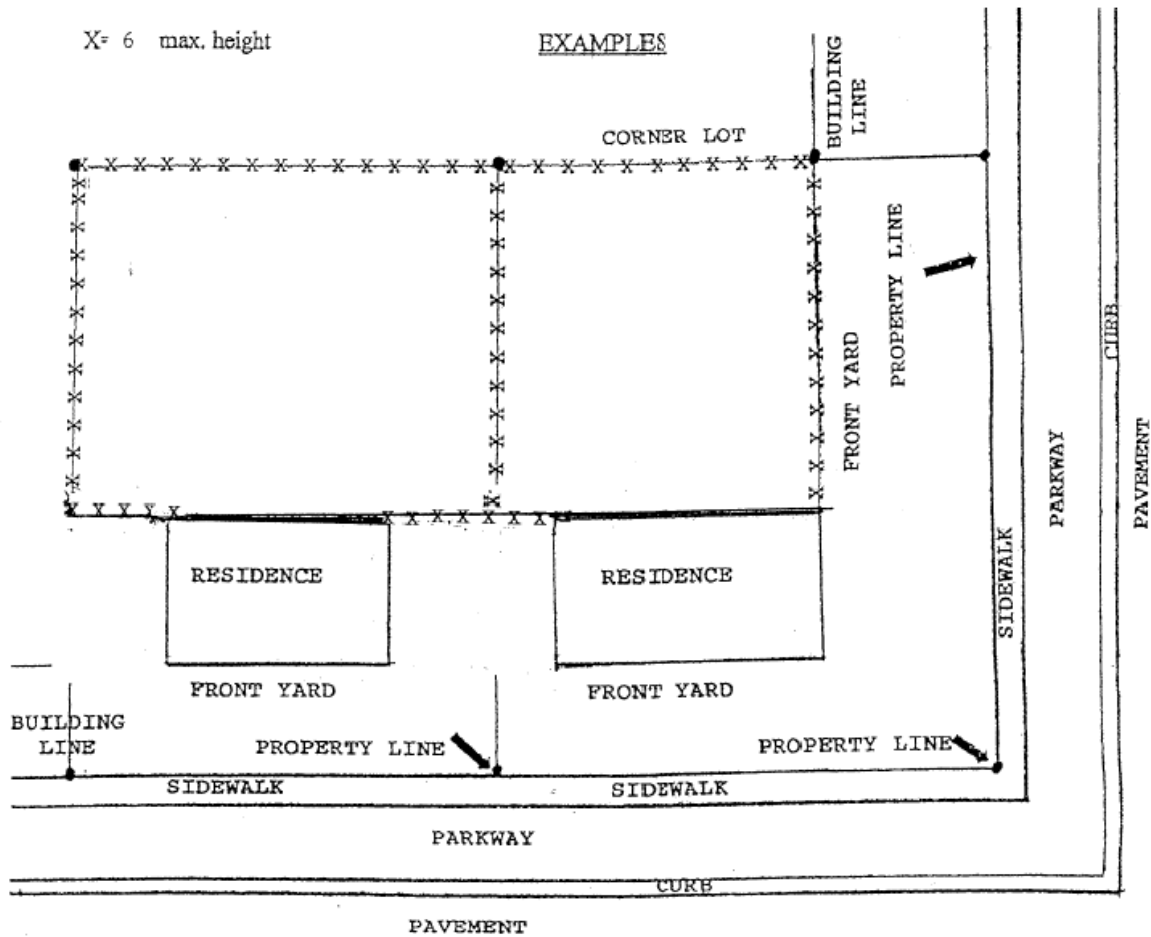 X= 6 max. height
EXAMPLES
BUILDING
LINE
CORNER LOT
PROPERTY LINE
FRONT YARD
CURB
PARKWAY
PAVEMENT
SIDEWALK
RESIDENCE
RESIDENCE
FRONT YARD
FRONT YARD
BUILDING
LINE
PROPERTY LINE
PROPERTY LINE
SIDEWALK
SIDEWALK
PARKWAY
CURB
PAVEMENT